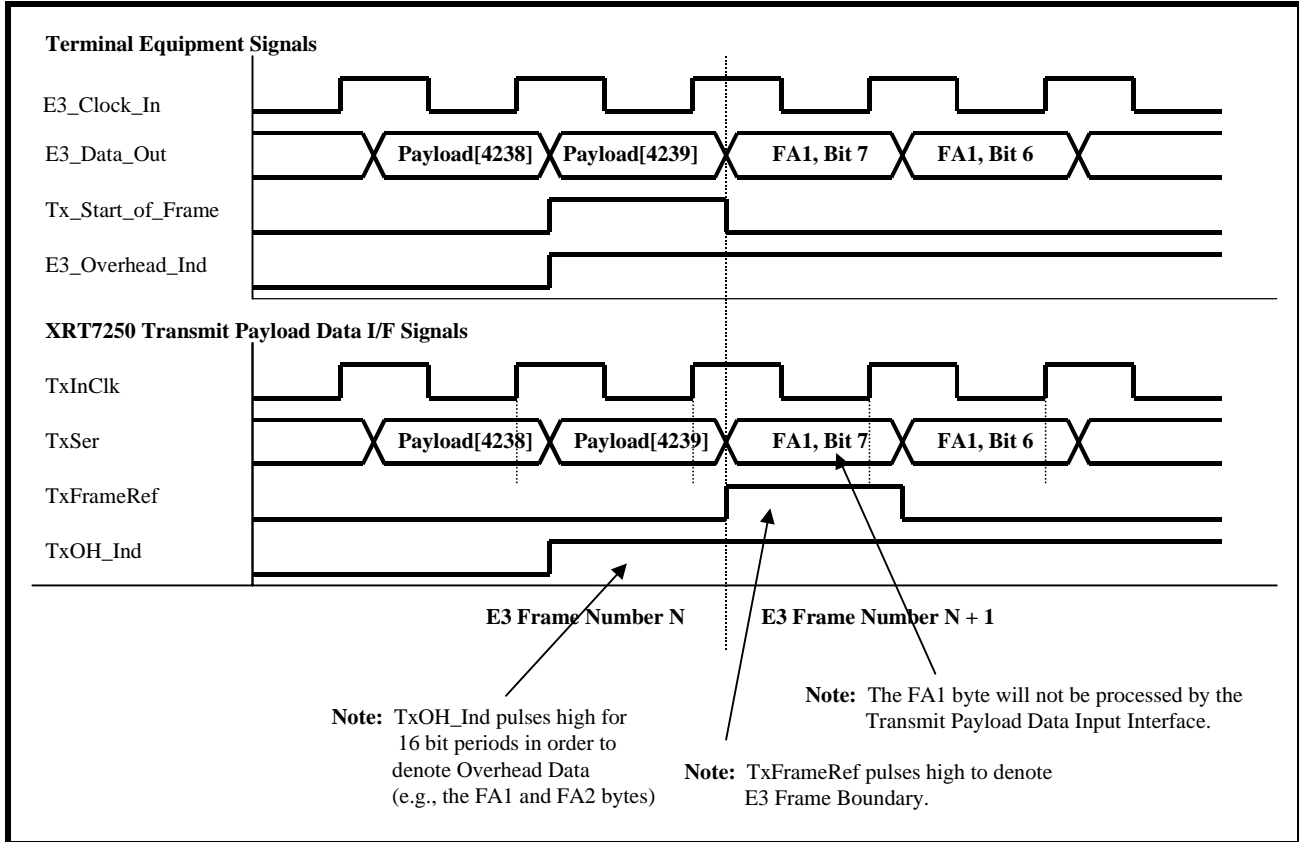 Terminal Equipment Signals
E3_Clock_In
E3_Data_Out
Payload[4238]
Payload[4239]
FA1, Bit 7
FA1, Bit 6
Tx_Start_of_Frame
E3_Overhead_Ind
XRT7250 Transmit Payload Data I/F Signals
TxInClk
TxSer
Payload[4238]
Payload[4239]
FA1, Bit 7
FA1, Bit 6
TxFrameRef
TxOH_Ind
E3 Frame Number N
E3 Frame Number N + 1
Note: TxOH_Ind pulses high for
16 bit periods in order to
denote Overhead Data
(e.g., the FA1 and FA2 bytes)
Note: The FA1 byte will not be processed by the
Transmit Payload Data Input Interface.
Note: TxFrameRef pulses high to denote
E3 Frame Boundary.